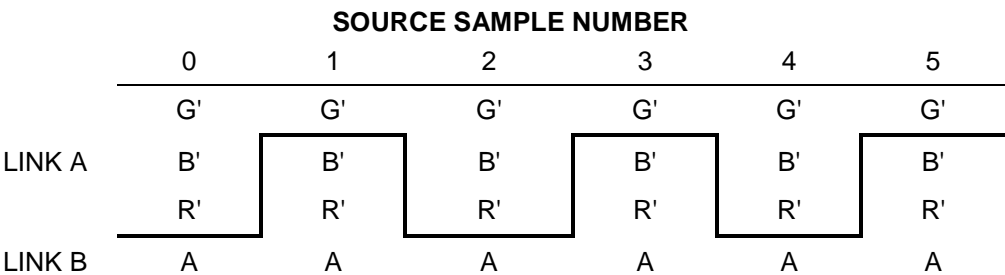 SOURCE SAMPLE NUMBER
0 1 2 3 4 5
G' G' G' G' G' G'
LINK A B' B' B' B' B' B'
R' R' R' R' R' R'
LINK B A A A A A A